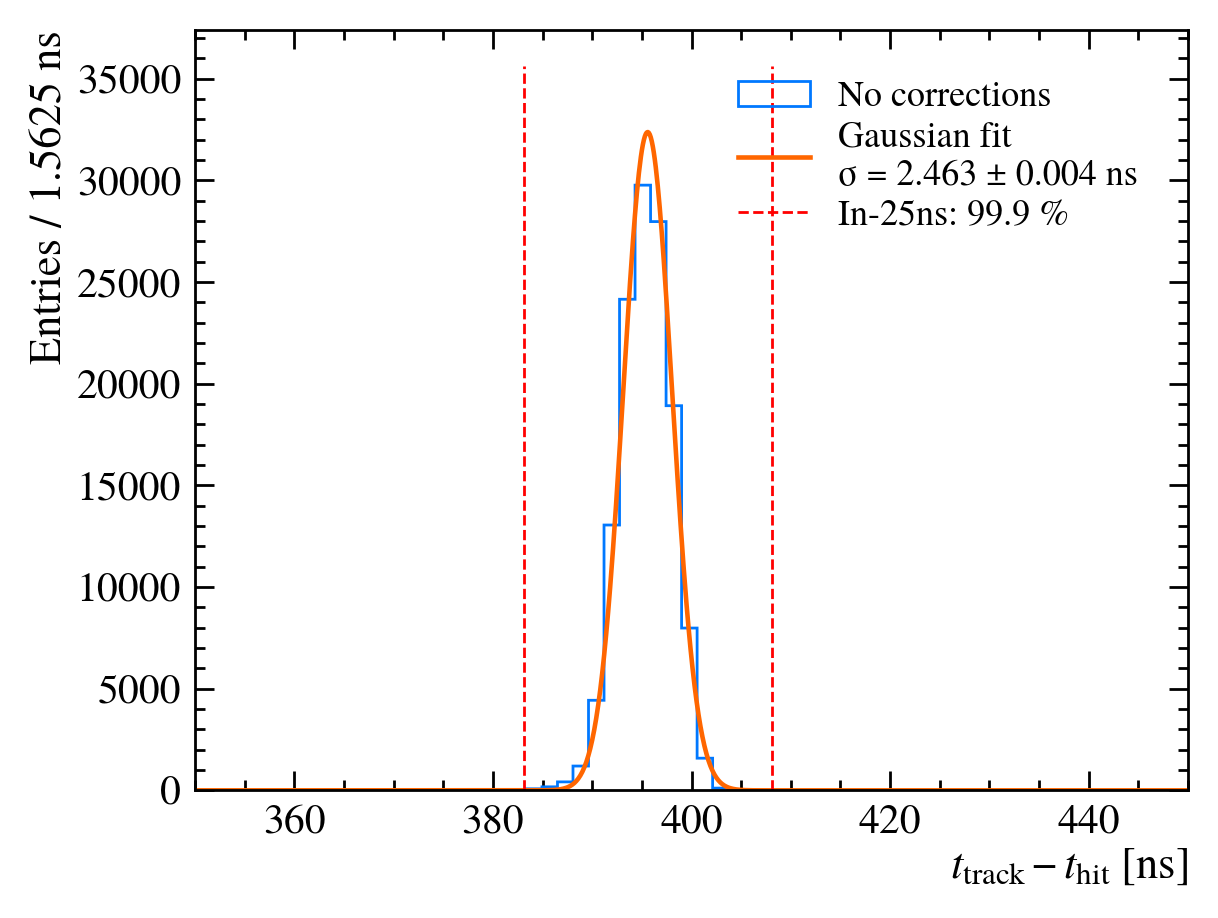 Entries / 1.5625 ns
35000
30000
25000
20000
15000
10000
5000
0
No corrections
Gaussian fit
σ = 2.463 ± 0.004 ns
In-25ns: 99.9 %
360 380 400 420 440
t_track − t_hit [ns]